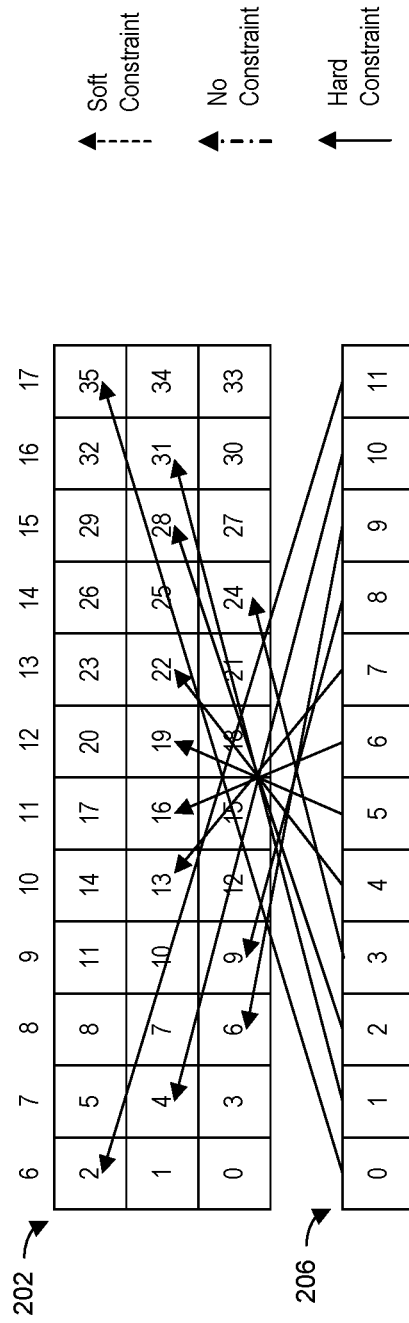 6 7 8 9 10 11 12 13 14 15 16 17
202
2 5 8 11 14 17 20 23 26 29 32 35
1 4 7 10 13 16 19 22 25 28 31 34
0 3 6 9 12 15 18 21 24 27 30 33
206
0 1 2 3 4 5 6 7 8 9 10 11
Soft
Constraint
No
Constraint
Hard
Constraint